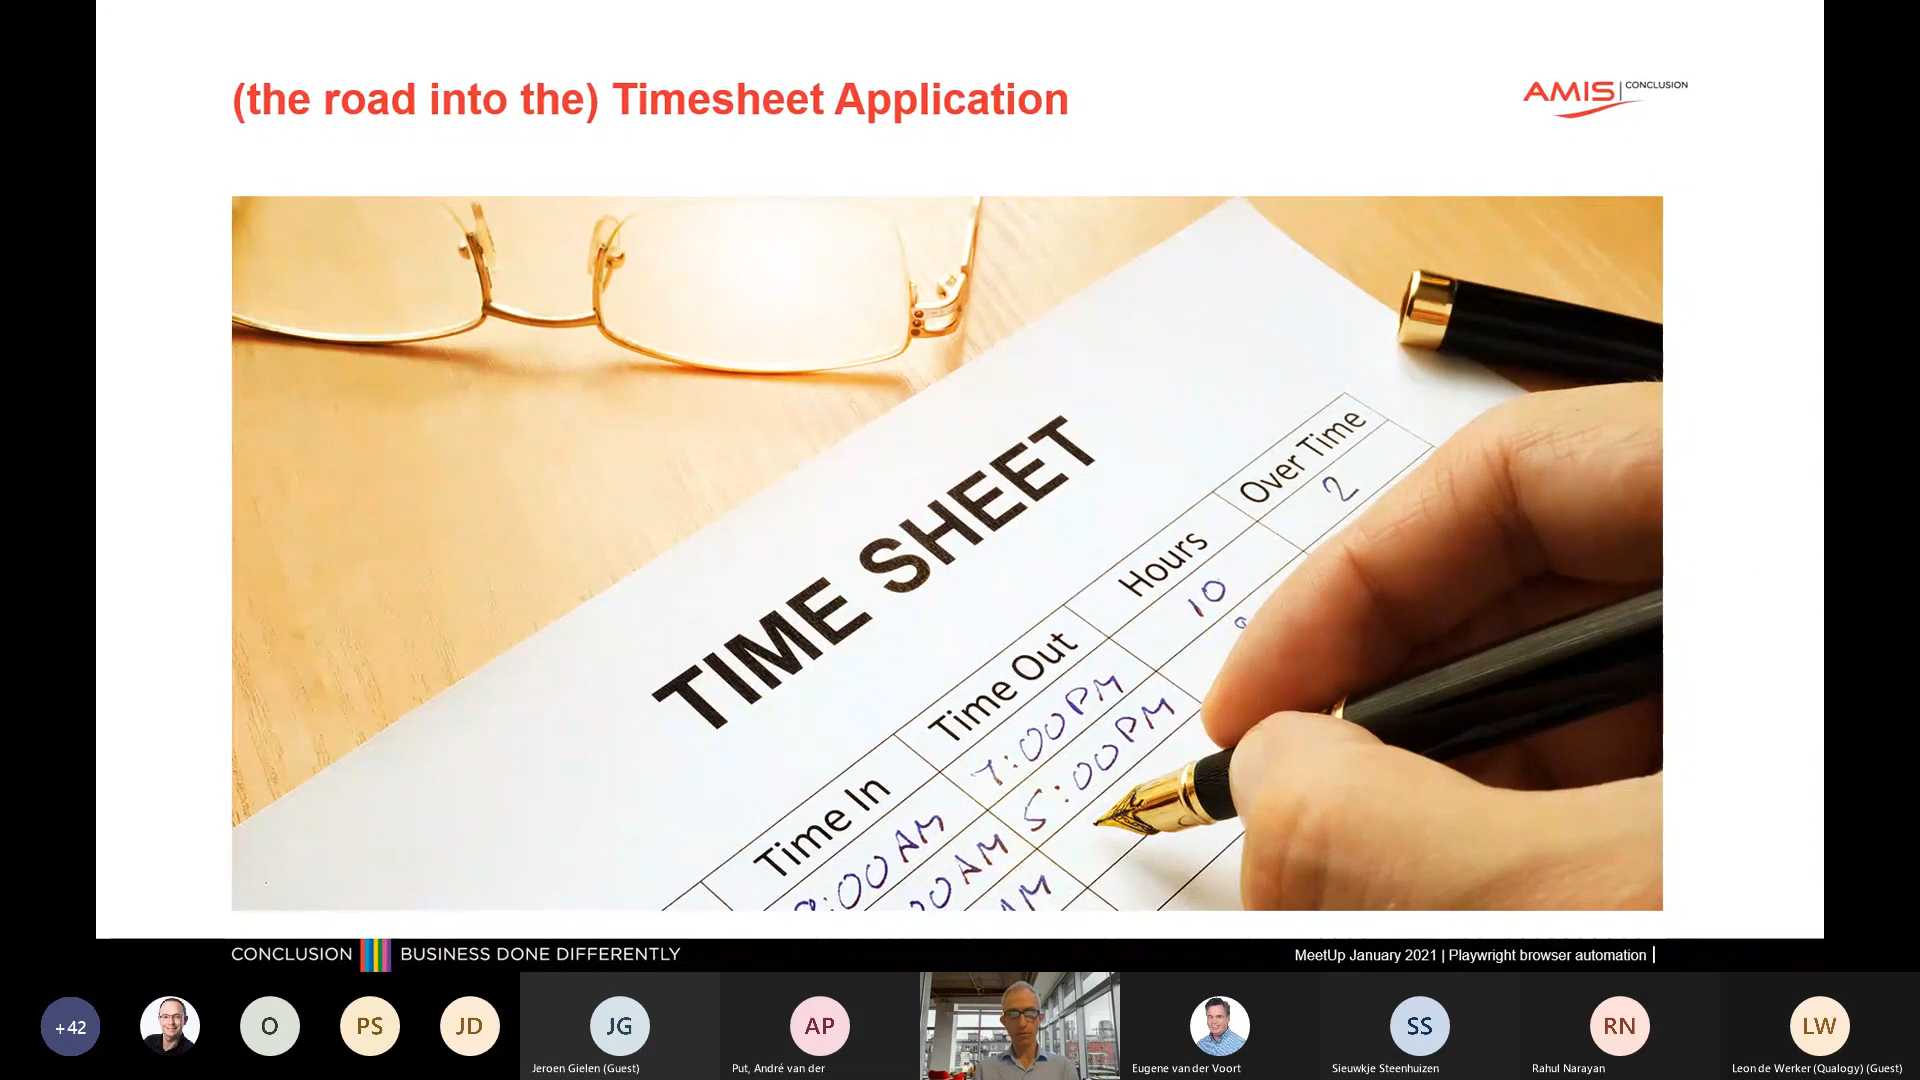 (the road into the) Timesheet Application
AMIS | CONCLUSION
TIME SHEET
Time In
Time Out
Hours
Over Time
7:00PM
10
2
00AM
5:00PM
AM
CONCLUSION
BUSINESS DONE DIFFERENTLY
MeetUp January 2021 | Playwright browser automation |
+42
O
PS
JD
JG
Jeroen Gielen (Guest)
AP
Put, André van der
Eugene van der Voort
SS
Sieuwkje Steenhuizen
RN
Rahul Narayan
LW
Leon de Werker (Qualogy) (Guest)